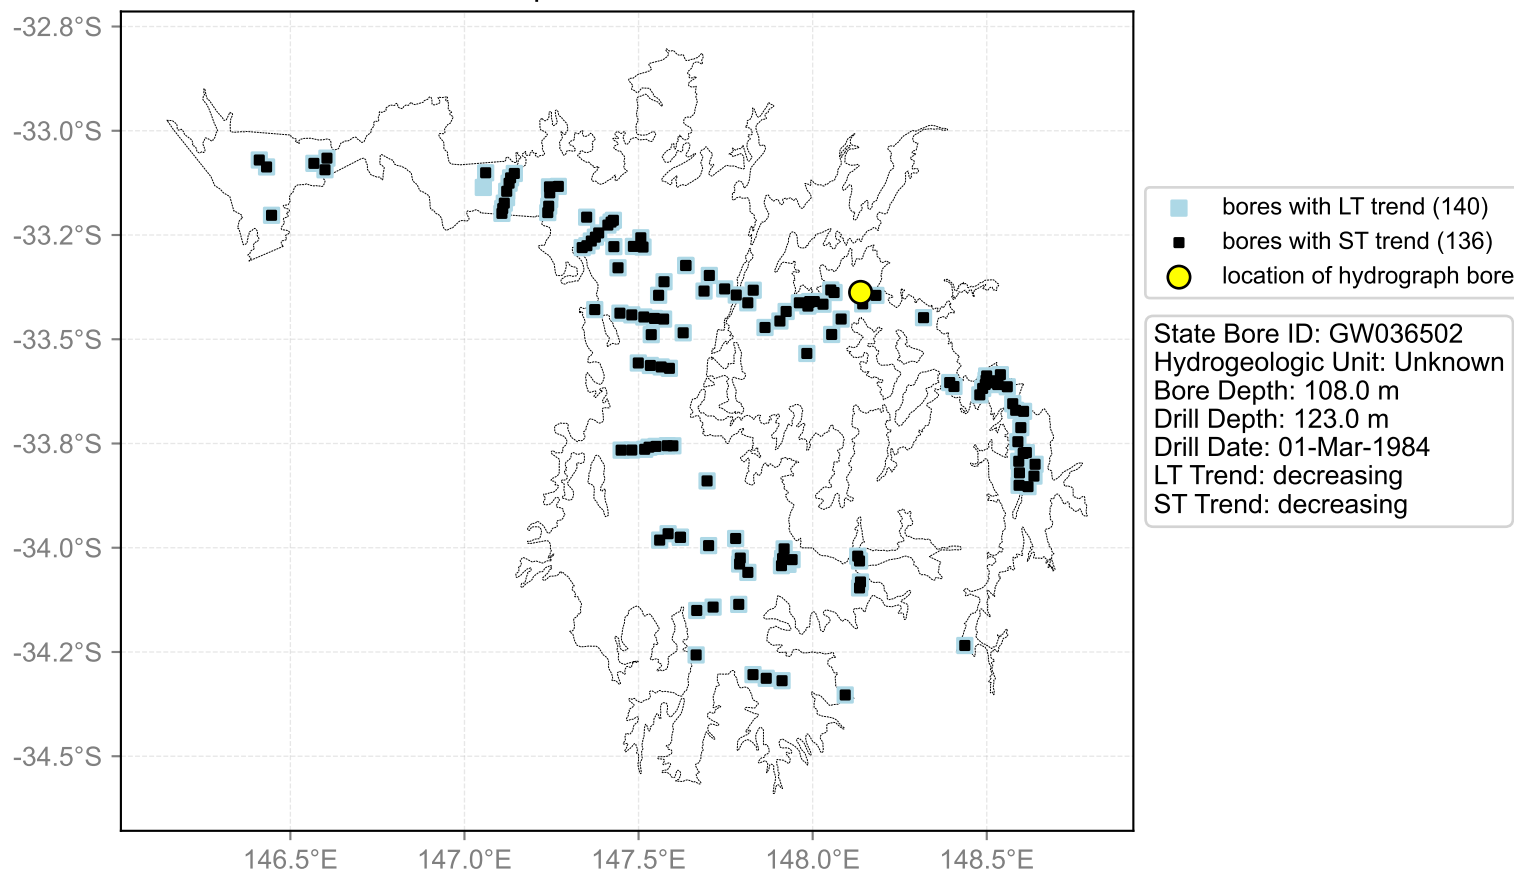 -32.8°S
-33.0°S
-33.2°S
-33.5°S
-33.8°S
-34.0°S
-34.2°S
-34.5°S
146.5°E
147.0°E
147.5°E
148.0°E
148.5°E
bores with LT trend (140)
bores with ST trend (136)
location of hydrograph bore
State Bore ID: GW036502
Hydrogeologic Unit: Unknown
Bore Depth: 108.0 m
Drill Depth: 123.0 m
Drill Date: 01-Mar-1984
LT Trend: decreasing
ST Trend: decreasing